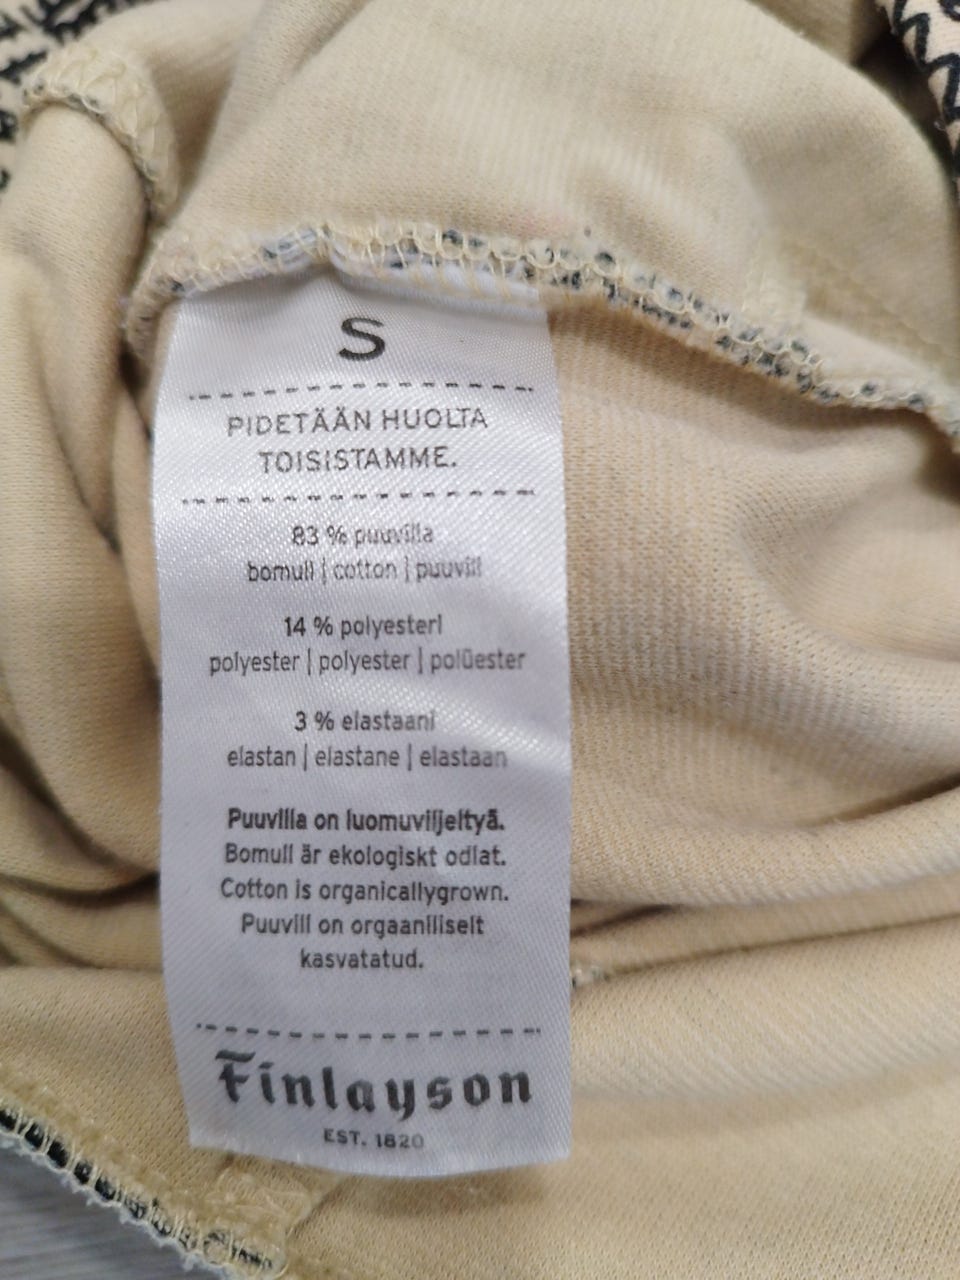 S
PIDETÄÄN HUOLTA
TOISISTAMME.
83 % puuvilla
bomull | cotton | puuvill
14 % polyesteri
polyester | polyester | polüester
3 % elastaani
elastan | elastane | elastaan
Puuvilla on luomuviljeltyä.
Bomull är ekologiskt odlat.
Cotton is organicallygrown.
Puuvill on orgaaniliselt
kasvatatud.
Finlayson
EST. 1820